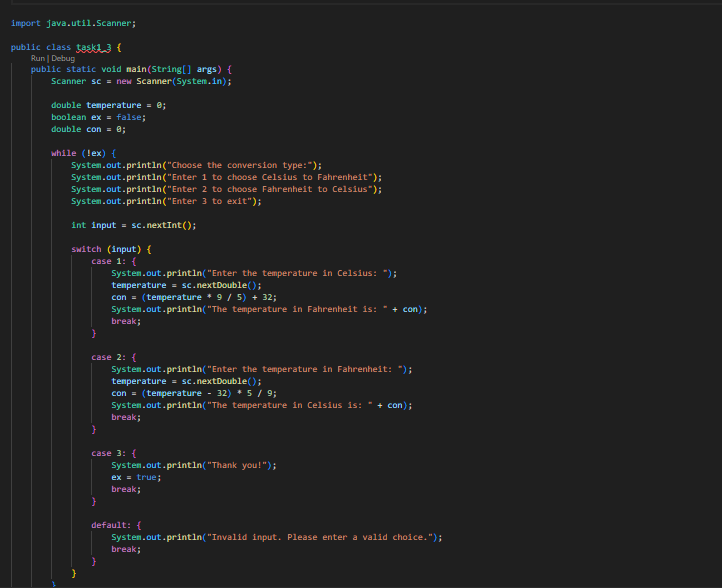 import java.util.Scanner;
public class task1_3 {
Run | Debug
public static void main(String[] args) {
Scanner sc = new Scanner(System.in);
double temperature = 0;
boolean ex = false;
double con = 0;
while (!ex) {
System.out.println("Choose the conversion type:");
System.out.println("Enter 1 to choose Celsius to Fahrenheit");
System.out.println("Enter 2 to choose Fahrenheit to Celsius");
System.out.println("Enter 3 to exit");
int input = sc.nextInt();
switch (input) {
case 1: {
System.out.println("Enter the temperature in Celsius: ");
temperature = sc.nextDouble();
con = (temperature * 9 / 5) + 32;
System.out.println("The temperature in Fahrenheit is: " + con);
break;
}
case 2: {
System.out.println("Enter the temperature in Fahrenheit: ");
temperature = sc.nextDouble();
con = (temperature - 32) * 5 / 9;
System.out.println("The temperature in Celsius is: " + con);
break;
}
case 3: {
System.out.println("Thank you!");
ex = true;
break;
}
default: {
System.out.println("Invalid input. Please enter a valid choice.");
break;
}
}
}